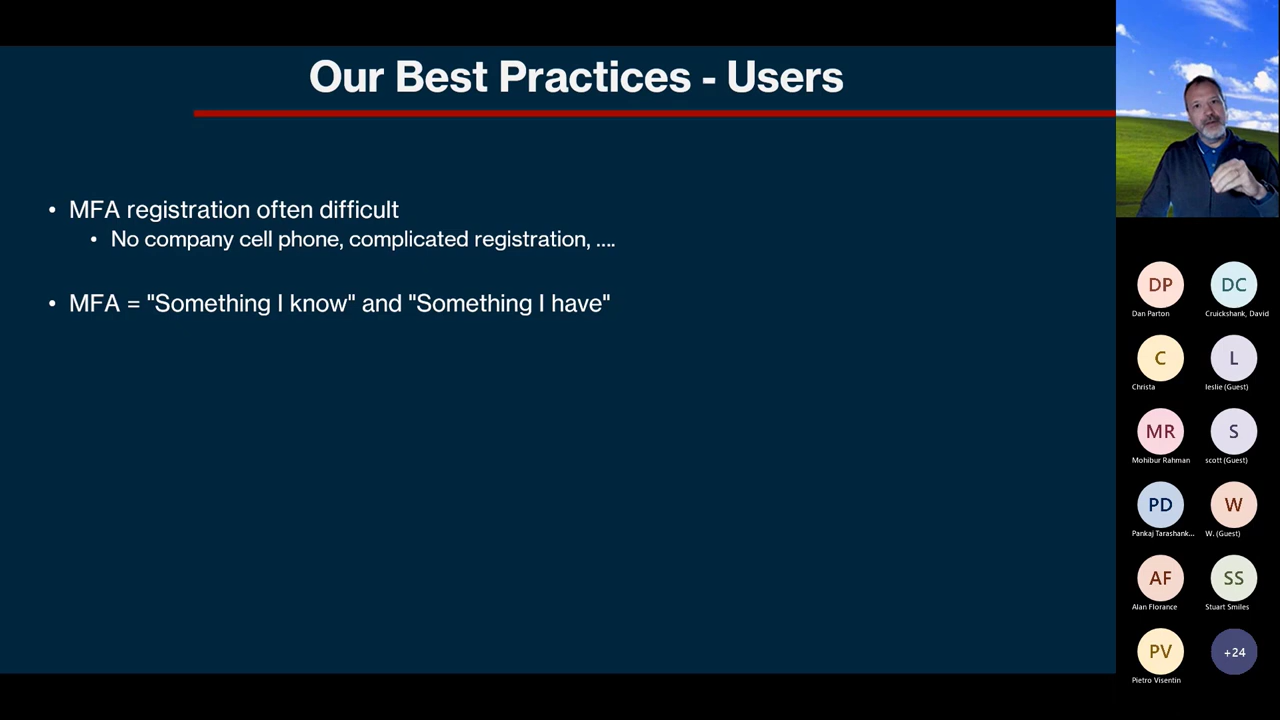 Our Best Practices - Users
• MFA registration often difficult
• No company cell phone, complicated registration, ....
• MFA = "Something I know" and "Something I have"
DP
DC
Dan Parton
Cruickshank, David
C
L
Christa
leslie (Guest)
MR
S
Mohibur Rahman
scott (Guest)
PD
W
Pankaj Tarashank...
W. (Guest)
AF
SS
Alan Florance
Stuart Smiles
PV
+24
Pietro Visentin